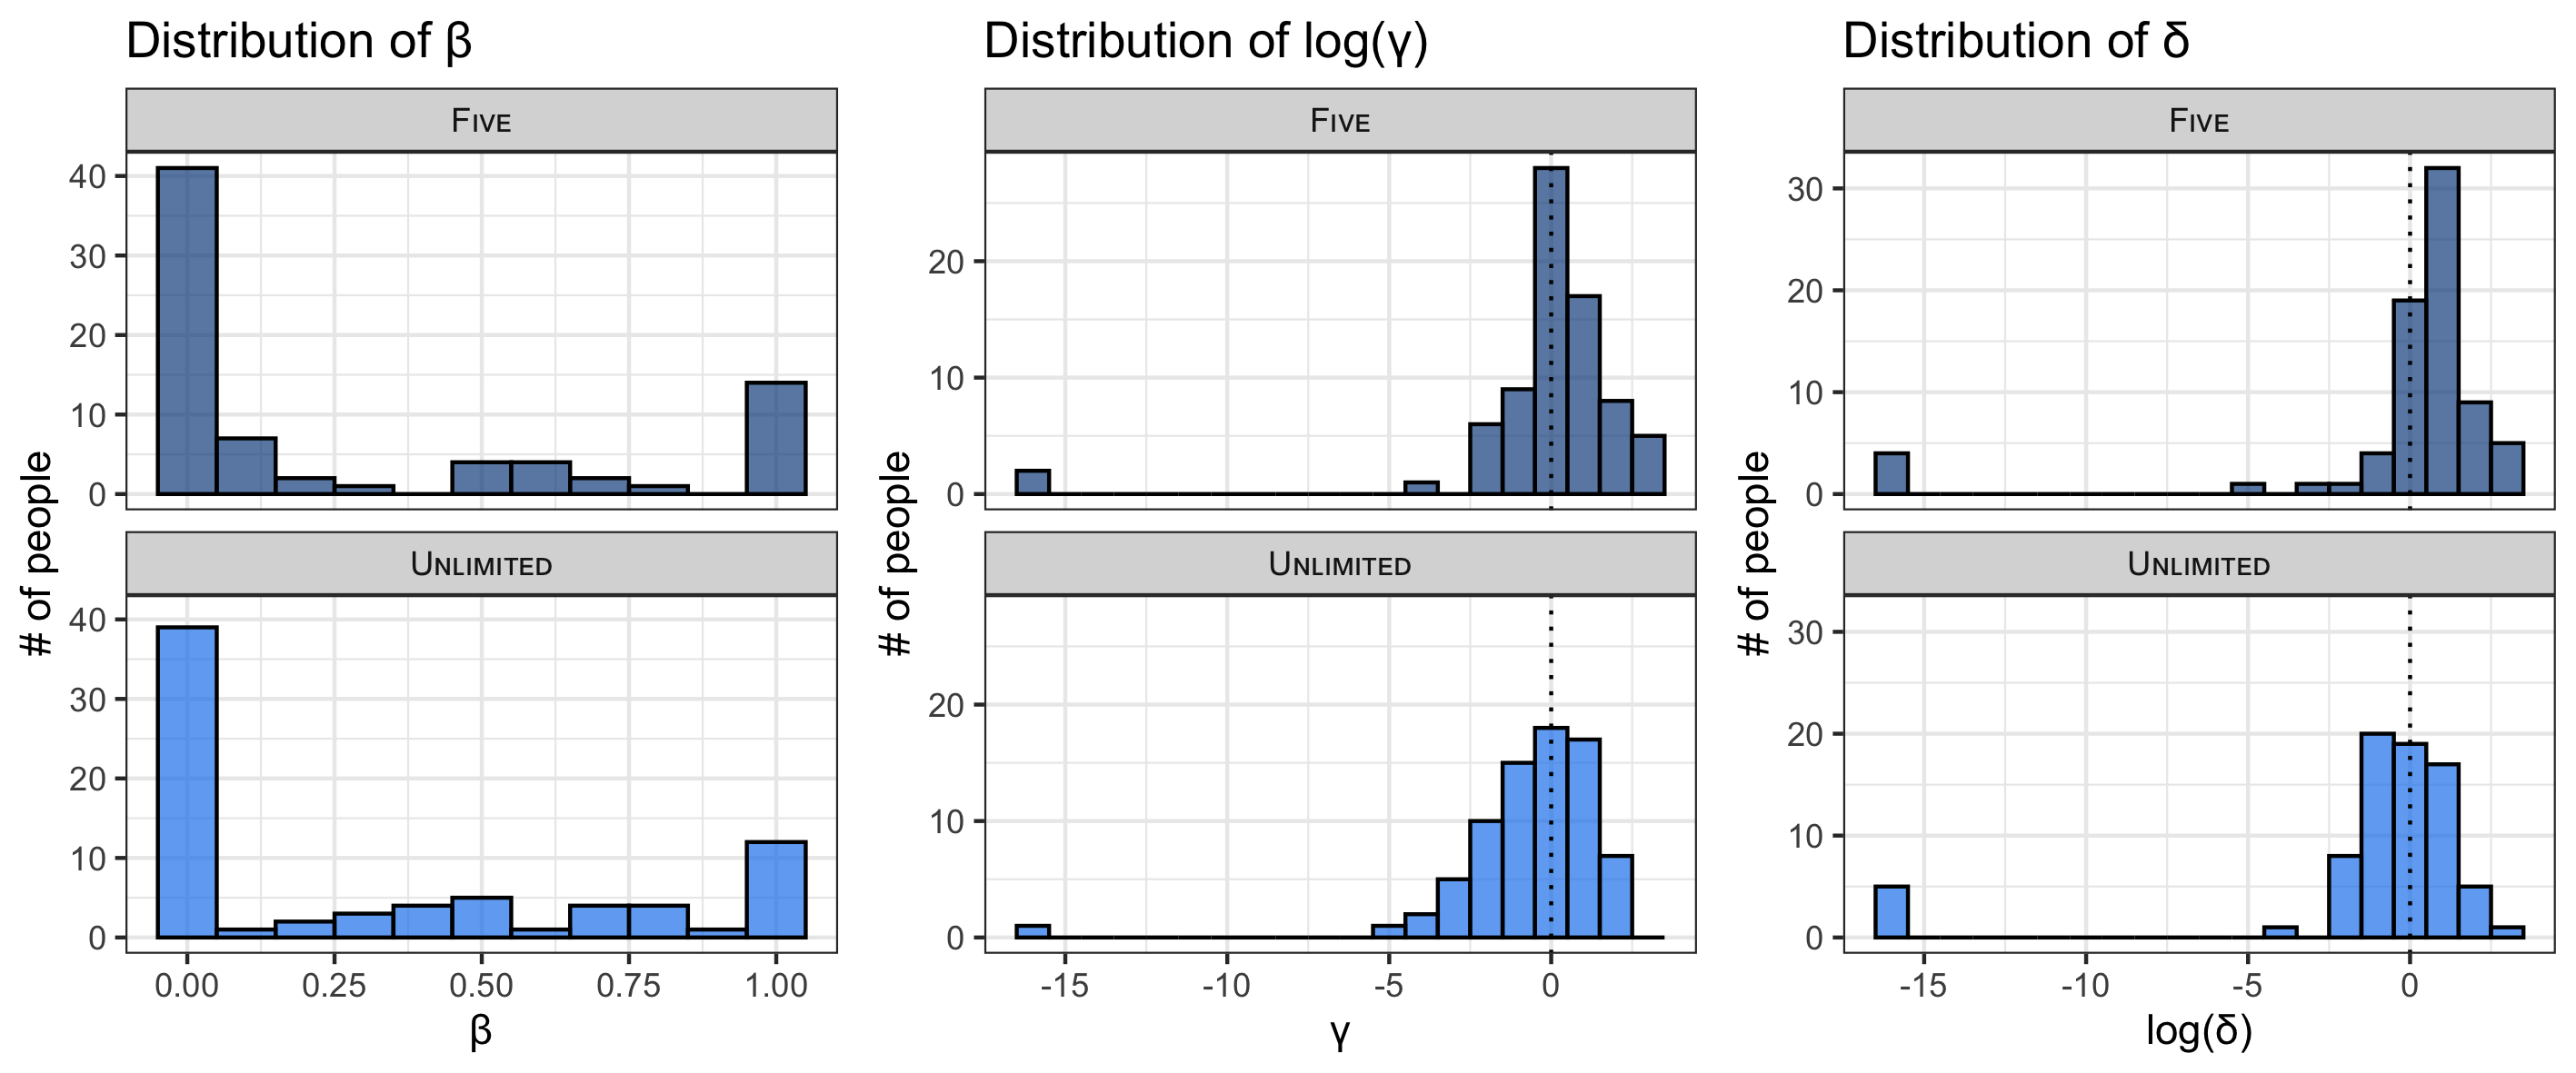 Distribution of β
Five
# of people
40
30
20
10
0
Unlimited
40
30
20
10
0
0.00 0.25 0.50 0.75 1.00
β
Distribution of log(γ)
Five
# of people
20
10
0
Unlimited
20
10
0
-15 -10 -5 0
γ
Distribution of δ
Five
# of people
30
20
10
0
Unlimited
30
20
10
0
-15 -10 -5 0
log(δ)